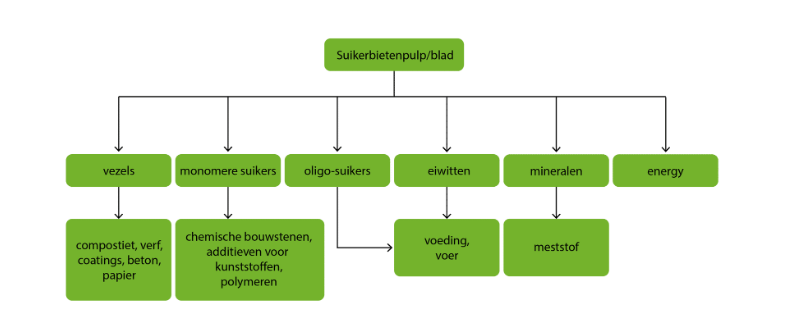 Suikerbietenpulp/blad
vezels
monomere suikers
oligo-suikers
eiwitten
mineralen
energy
compostiet, verf,
coatings, beton,
papier
chemische bouwstenen,
additieven voor
kunststoffen,
polymeren
voeding,
voer
meststof